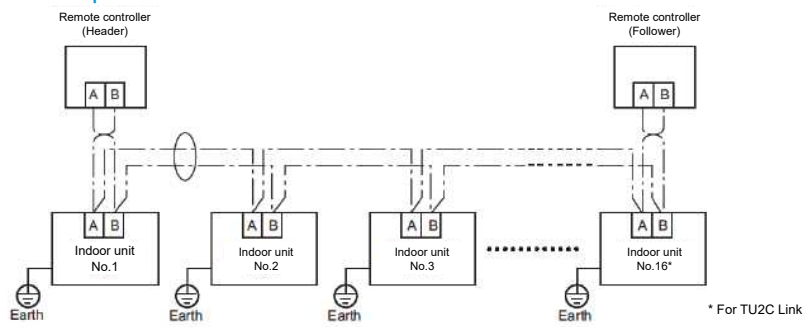 Remote controller
(Header)
Remote controller
(Follower)
A B
A B
A B
A B
A B
A B
Indoor unit
No.1
Indoor unit
No.2
Indoor unit
No.3
Indoor unit
No.16*
Earth
Earth
Earth
Earth
* For TU2C Link